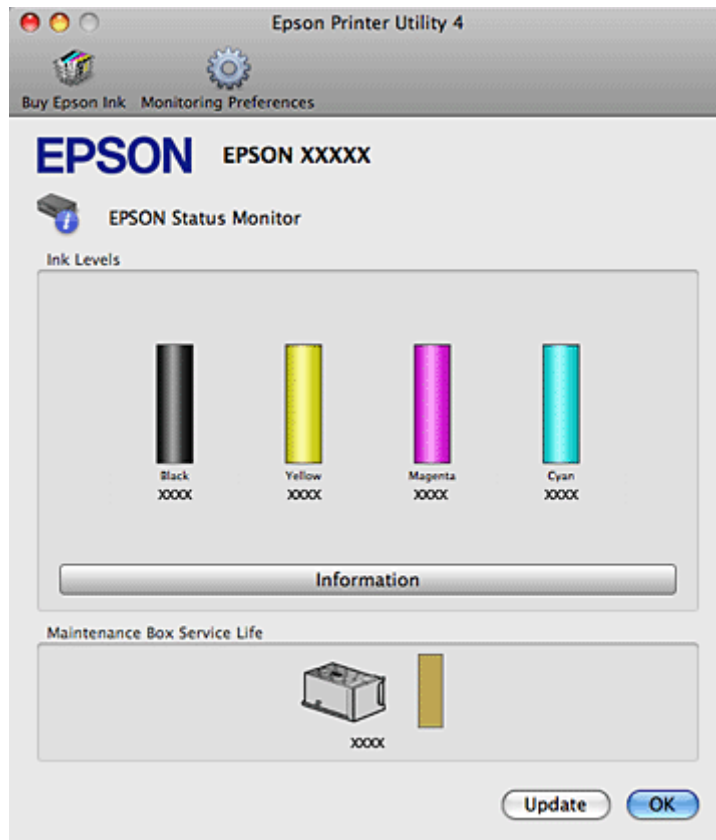 Epson Printer Utility 4
Buy Epson Ink Monitoring Preferences
EPSON EPSON XXXXX
EPSON Status Monitor
Ink Levels
Black Yellow Magenta Cyan
XXXX XXXX XXXX XXXX
Information
Maintenance Box Service Life
XXXX
Update OK